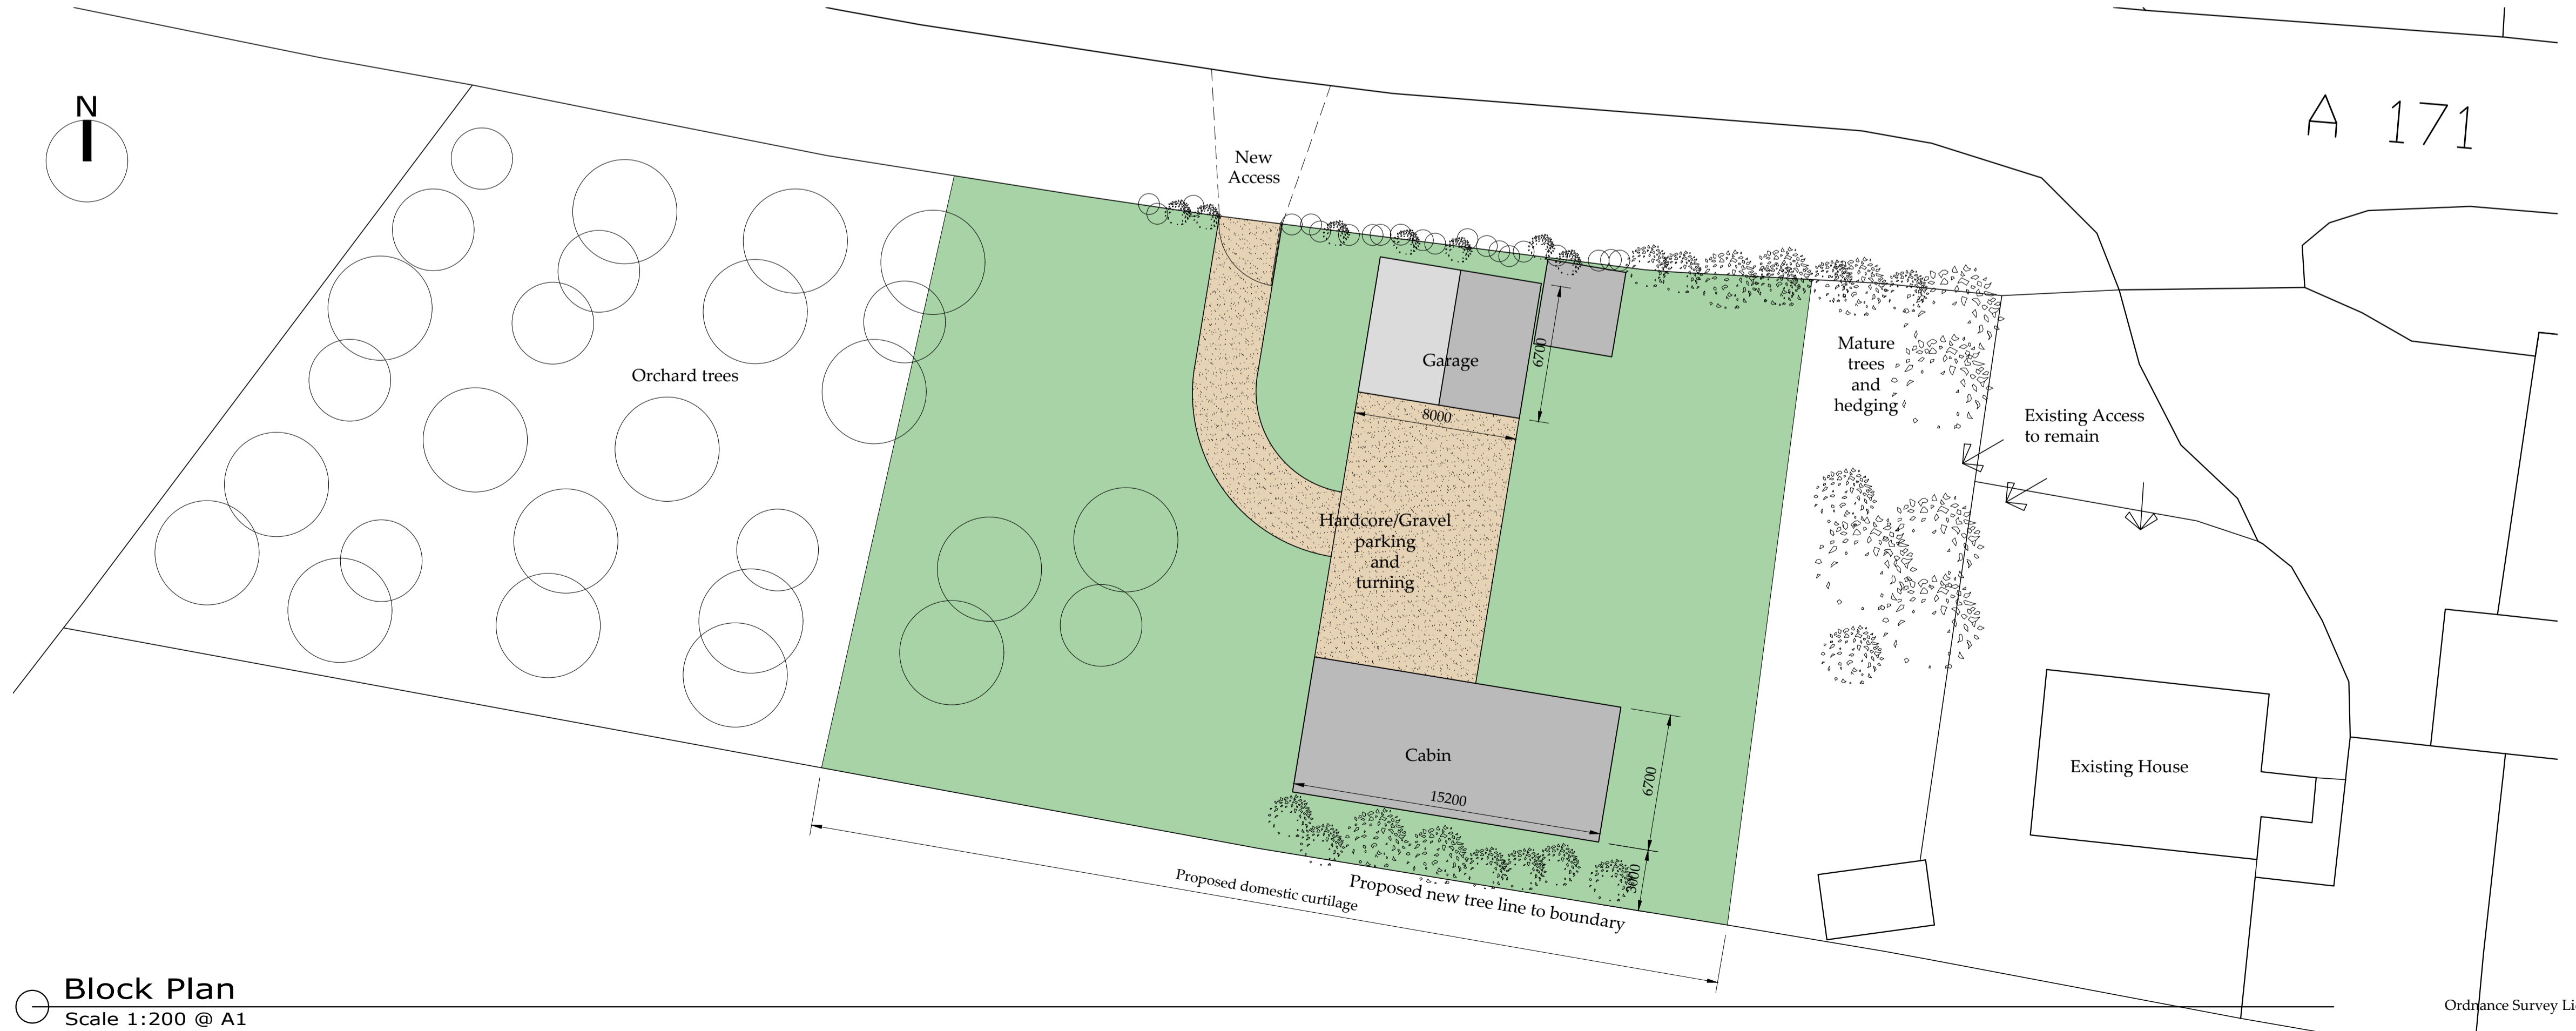 N
A 171
New
Access
Mature
trees
and
hedging
Garage
6700
Orchard trees
8000
Existing Access
to remain
Hardcore/Gravel
parking
and
turning
Cabin
6700
15200
Existing House
3000
Proposed new tree line to boundary
Proposed domestic curtilage
Block Plan
Scale 1:200 @ A1
Ordnance Survey Li